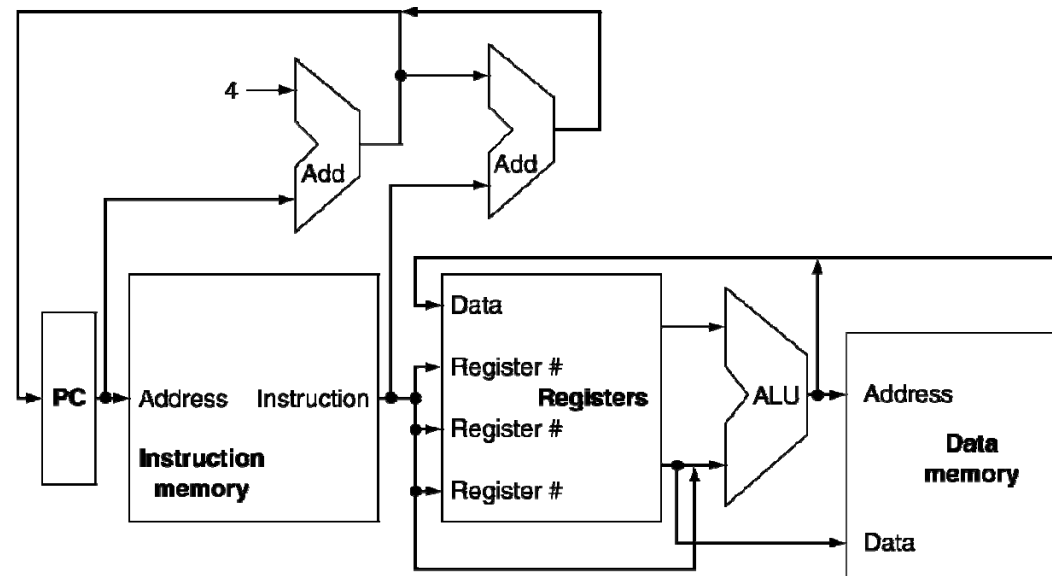 4
Add
Add
Data
Register #
PC
Address
Instruction
Registers
ALU
Address
Register #
Instruction
memory
Data
memory
Register #
Data